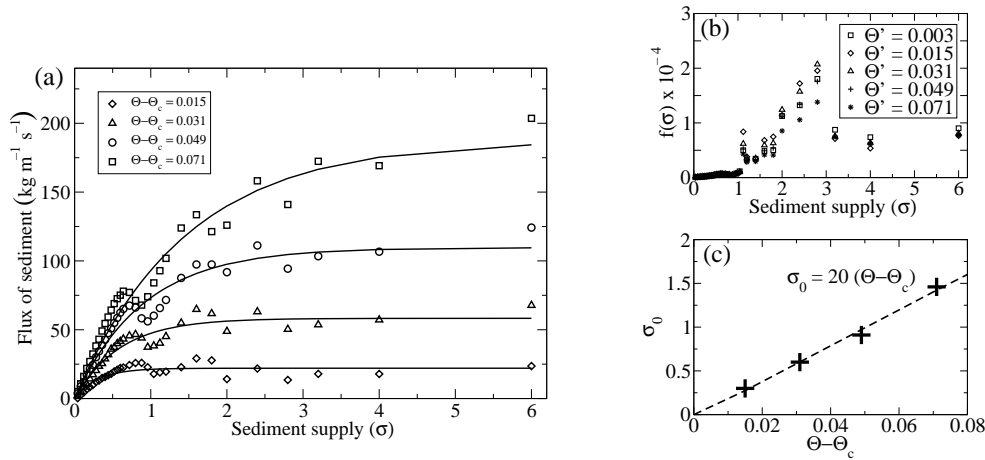 (a)
Flux of sediment (kg m⁻¹ s⁻¹)
200
175
150
125
100
75
50
25
0
Θ–Θc = 0.015
Θ–Θc = 0.031
Θ–Θc = 0.049
Θ–Θc = 0.071
0 1 2 3 4 5 6
Sediment supply (σ)
(b)
f(σ) x 10⁻⁴
3
2
1
0
Θ' = 0.003
Θ' = 0.015
Θ' = 0.031
Θ' = 0.049
Θ' = 0.071
0 1 2 3 4 5 6
Sediment supply (σ)
(c)
σ₀
2
1.5
1
0.5
0
σ₀ = 20 (Θ–Θc)
0 0.02 0.04 0.06 0.08
Θ–Θc